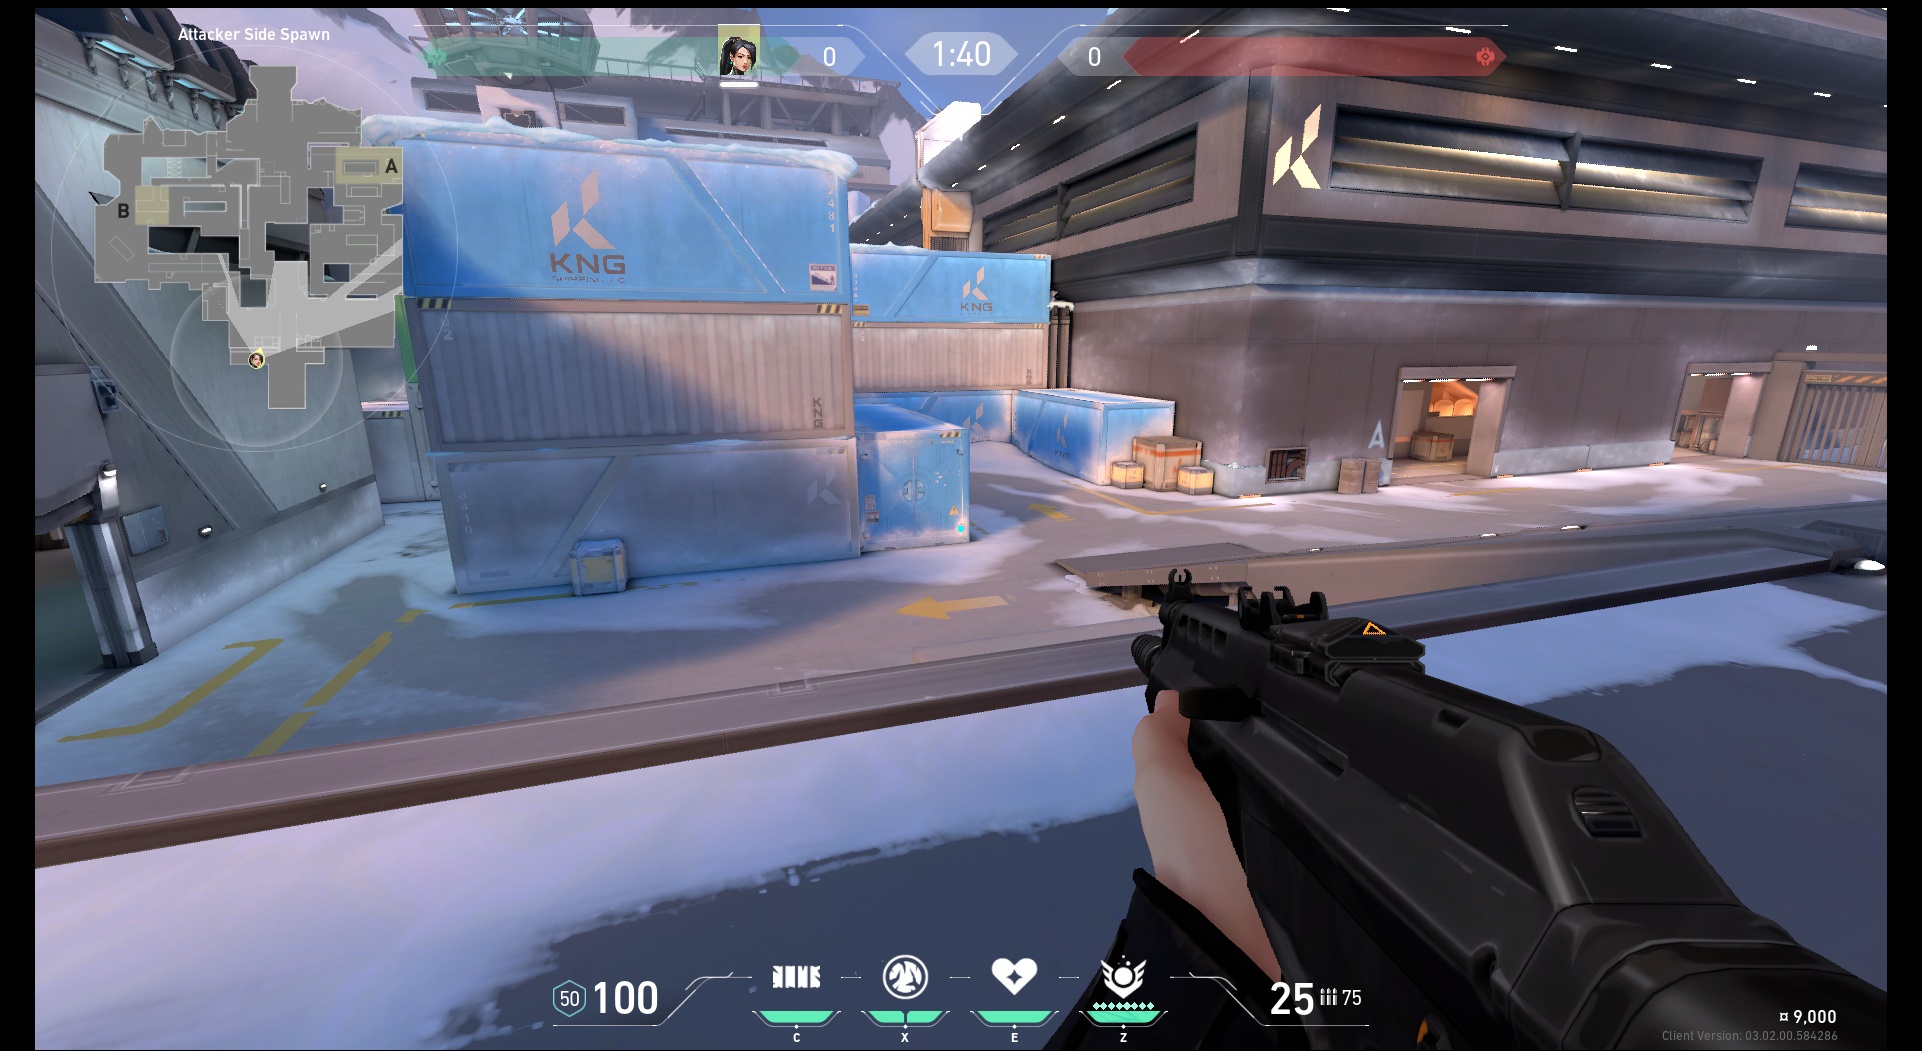 Attacker Side Spawn
0
1:40
0
A
B
KNG
KNG
KNG
A
50
100
25
75
C
X
E
Z
¤ 9,000
Client Version: 03.02.00.584286